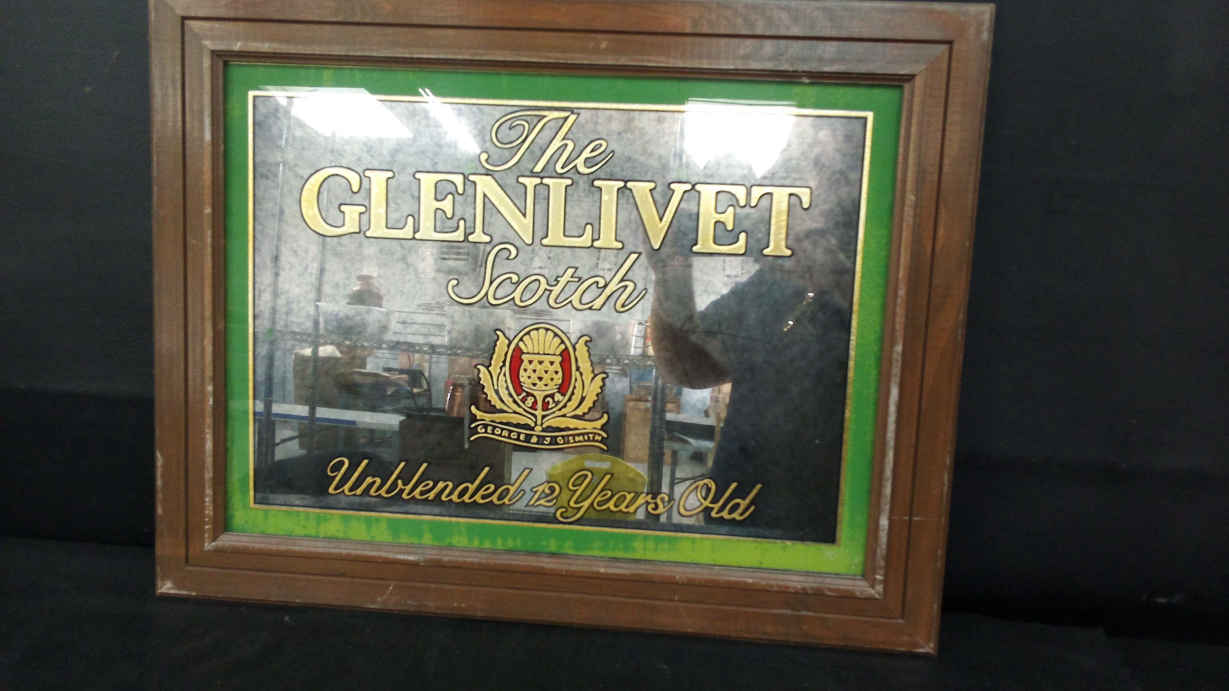 The
GLENLIVET
Scotch
1824
GEORGE & J.G. SMITH
Unblended 12 Years Old